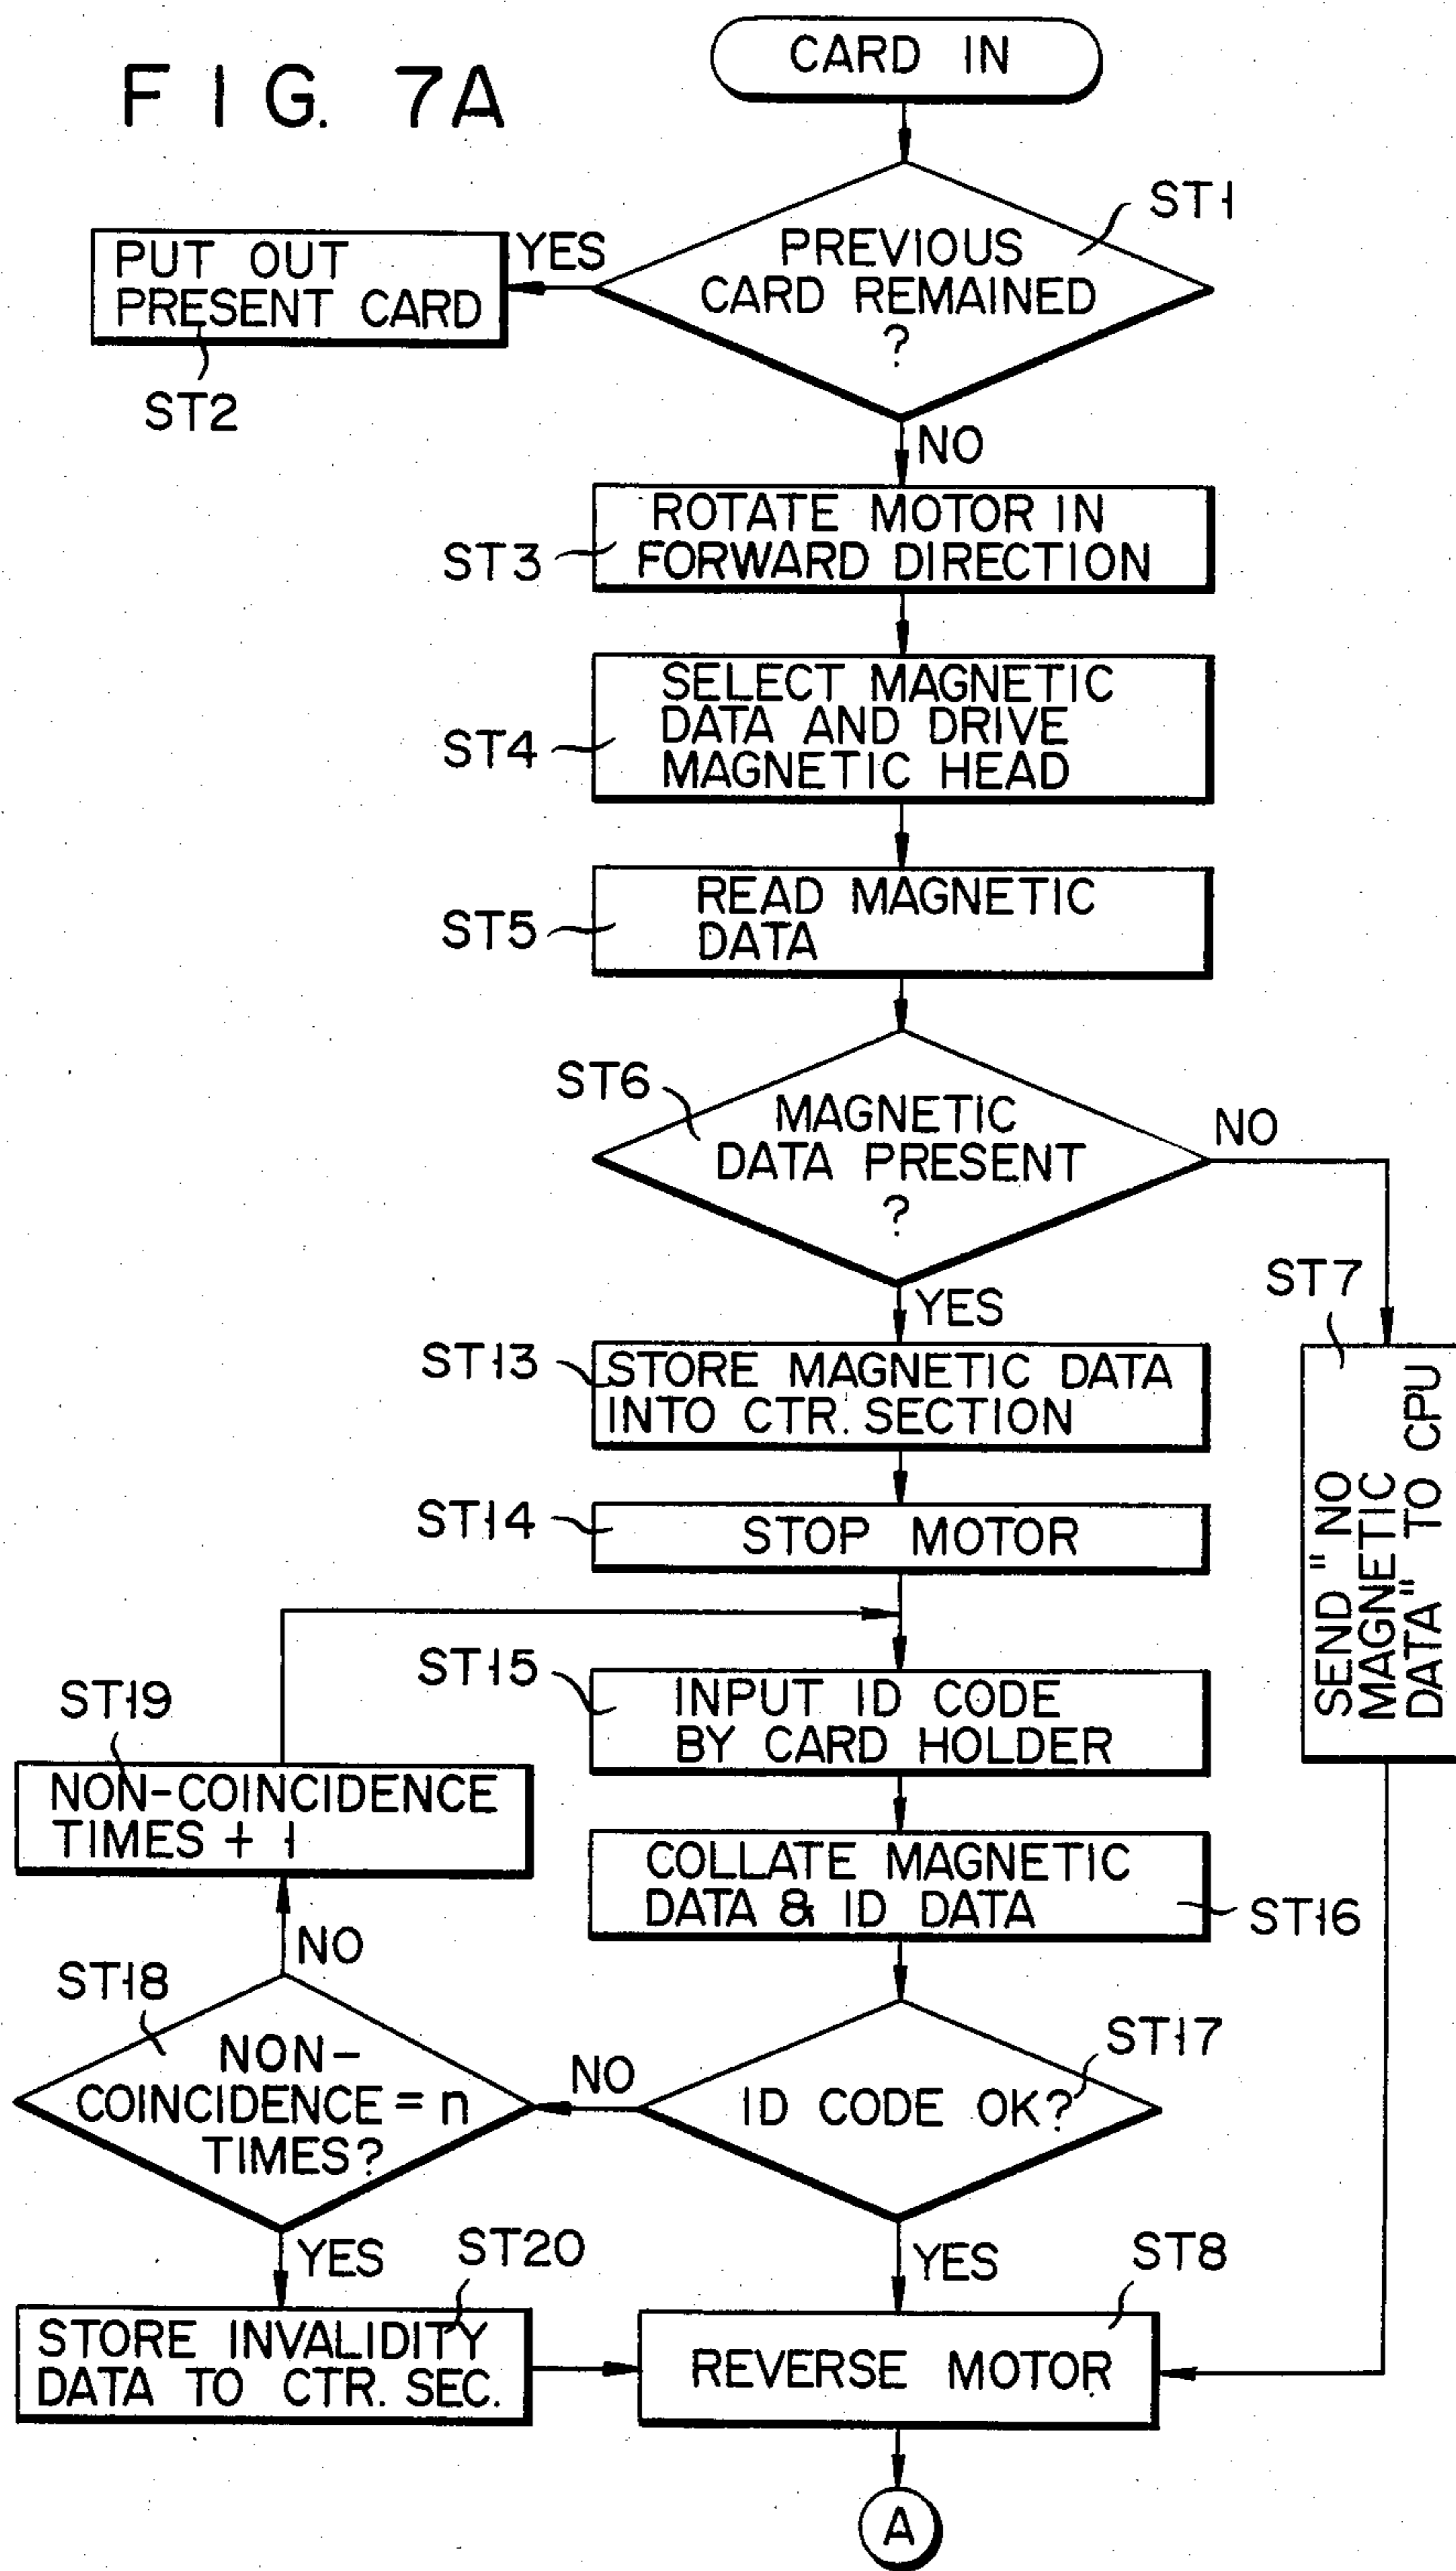 FIG. 7A
CARD IN
ST1
PREVIOUS
CARD REMAINED
?
YES
PUT OUT
PRESENT CARD
ST2
NO
ROTATE MOTOR IN
FORWARD DIRECTION
ST3
SELECT MAGNETIC
DATA AND DRIVE
MAGNETIC HEAD
ST4
READ MAGNETIC
DATA
ST5
ST6
MAGNETIC
DATA PRESENT
?
NO
YES
ST7
SEND "NO
MAGNETIC
DATA" TO CPU
ST13
STORE MAGNETIC DATA
INTO CTR. SECTION
ST14
STOP MOTOR
ST15
INPUT ID CODE
BY CARD HOLDER
ST19
NON-COINCIDENCE
TIMES + 1
COLLATE MAGNETIC
DATA & ID DATA
ST16
NO
ST18
NON-
COINCIDENCE = n
TIMES?
NO
ID CODE OK?
ST17
YES
ST20
YES
ST8
STORE INVALIDITY
DATA TO CTR. SEC.
REVERSE MOTOR
A